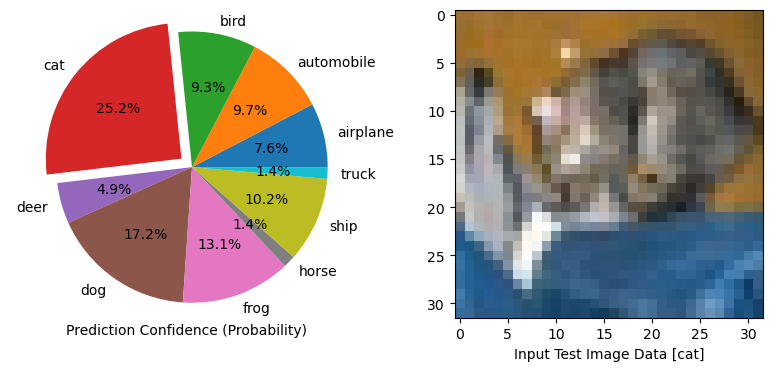 bird
cat
automobile
9.3%
25.2%
9.7%
airplane
7.6%
1.4%
truck
4.9%
10.2%
deer
17.2%
1.4%
ship
13.1%
horse
dog
frog
Prediction Confidence (Probability)
0
5
10
15
20
25
30
0 5 10 15 20 25 30
Input Test Image Data [cat]